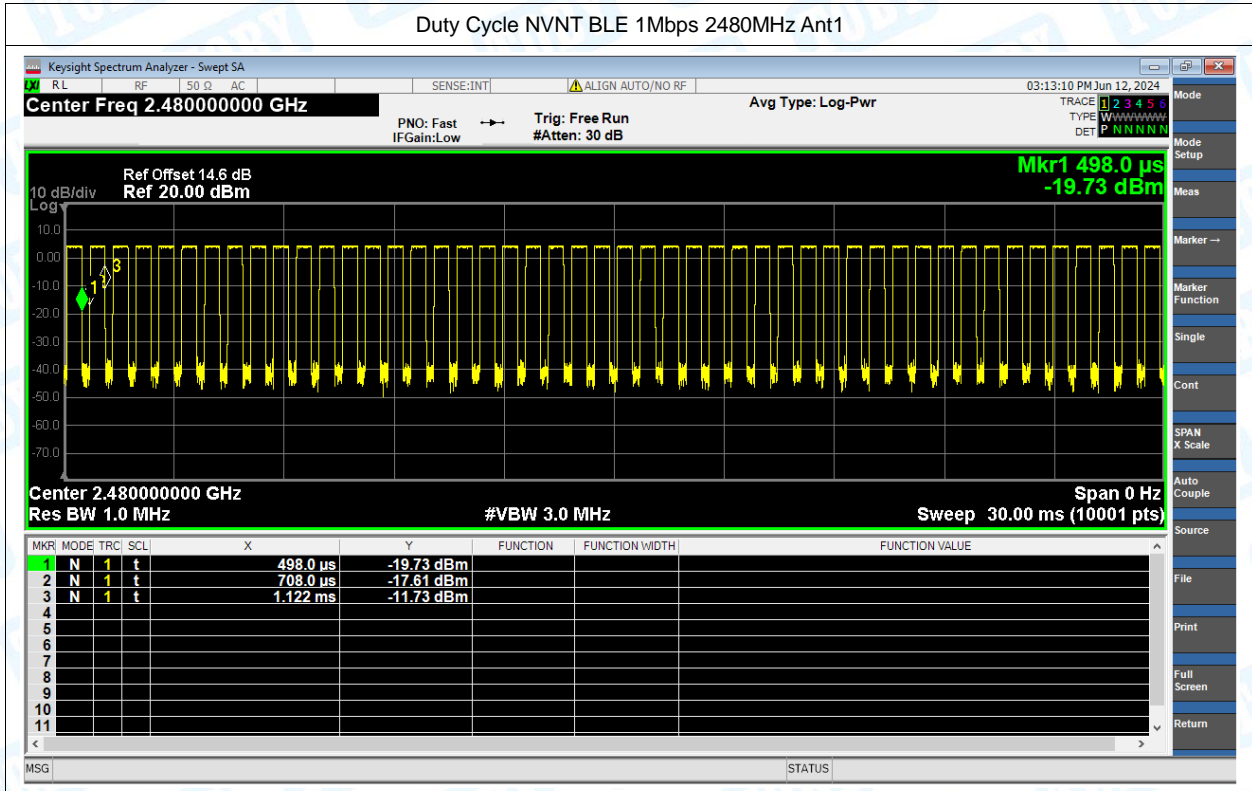 Duty Cycle NVNT BLE 1Mbps 2480MHz Ant1
Keysight Spectrum Analyzer - Swept SA
LXI RL RF 50 Ω AC SENSE:INT ALIGN AUTO/NO RF 03:13:10 PM Jun 12, 2024
Center Freq 2.480000000 GHz
PNO: Fast
IFGain:Low
Trig: Free Run
#Atten: 30 dB
Avg Type: Log-Pwr
TRACE 1 2 3 4 5 6
TYPE WWWWWWW
DET P N N N N N
Ref Offset 14.6 dB
10 dB/div Ref 20.00 dBm
Log
Mkr1 498.0 µs
-19.73 dBm
10.0
0.00
-10.0
-20.0
-30.0
-40.0
-50.0
-60.0
-70.0
1
3
Center 2.480000000 GHz Span 0 Hz
Res BW 1.0 MHz #VBW 3.0 MHz Sweep 30.00 ms (10001 pts)
MKR MODE TRC SCL X Y FUNCTION FUNCTION WIDTH FUNCTION VALUE
1 N 1 t 498.0 µs -19.73 dBm
2 N 1 t 708.0 µs -17.61 dBm
3 N 1 t 1.122 ms -11.73 dBm
4
5
6
7
8
9
10
11
MSG STATUS
Mode
Mode Setup
Meas
Marker →
Marker Function
Single
Cont
SPAN X Scale
Auto Couple
Source
File
Print
Full Screen
Return